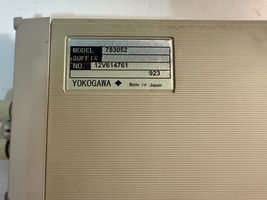 MODEL 783052
SUFFIX
NO. 12V614761
923
YOKOGAWA Made in Japan